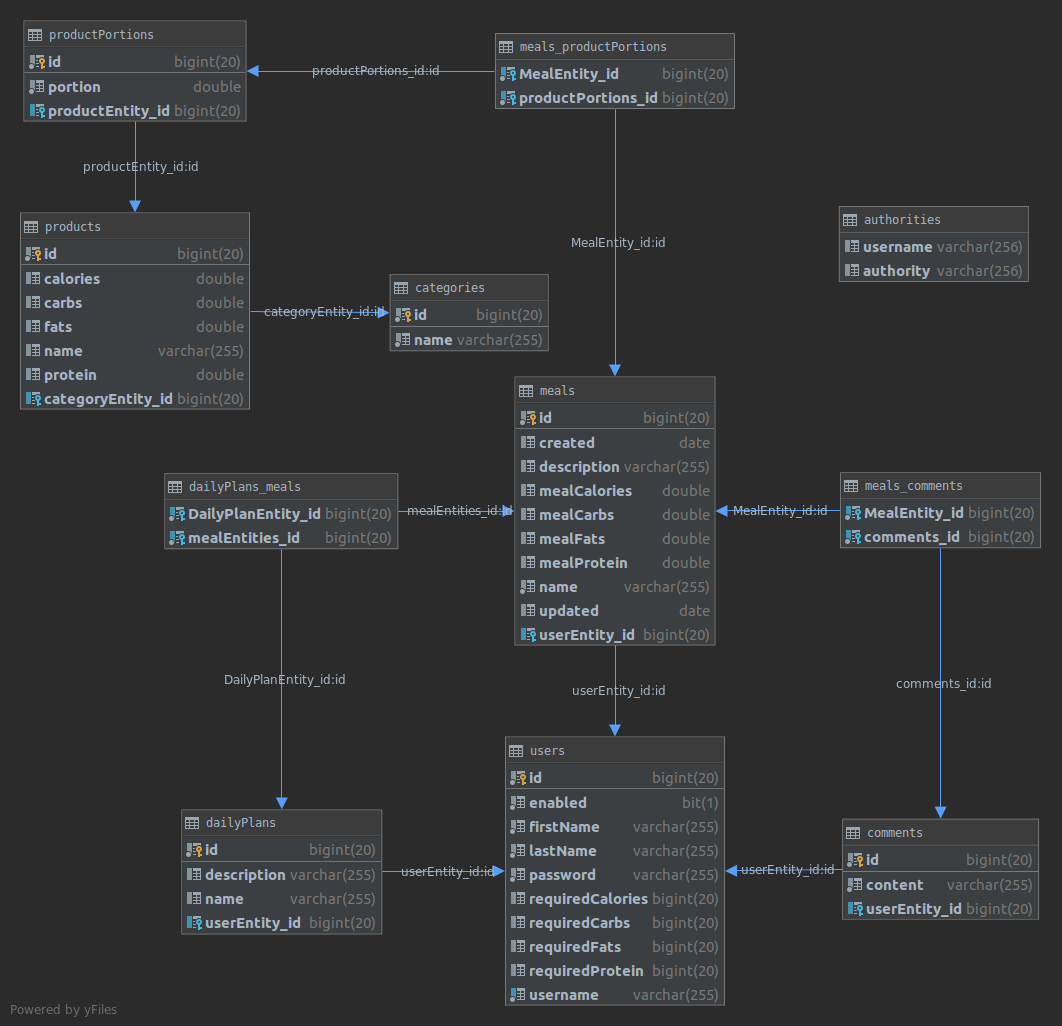 productPortions
id bigint(20)
portion double
productEntity_id bigint(20)
meals_productPortions
MealEntity_id bigint(20)
productPortions_id bigint(20)
productPortions_id:id
productEntity_id:id
MealEntity_id:id
products
id bigint(20)
calories double
carbs double
fats double
name varchar(255)
protein double
categoryEntity_id bigint(20)
authorities
username varchar(256)
authority varchar(256)
categoryEntity_id:id
categories
id bigint(20)
name varchar(255)
meals
id bigint(20)
created date
description varchar(255)
mealCalories double
mealCarbs double
mealFats double
mealProtein double
name varchar(255)
updated date
userEntity_id bigint(20)
dailyPlans_meals
DailyPlanEntity_id bigint(20)
mealEntities_id bigint(20)
mealEntities_id:id
meals_comments
MealEntity_id bigint(20)
comments_id bigint(20)
MealEntity_id:id
DailyPlanEntity_id:id
userEntity_id:id
comments_id:id
users
id bigint(20)
enabled bit(1)
firstName varchar(255)
lastName varchar(255)
password varchar(255)
requiredCalories bigint(20)
requiredCarbs bigint(20)
requiredFats bigint(20)
requiredProtein bigint(20)
username varchar(255)
dailyPlans
id bigint(20)
description varchar(255)
name varchar(255)
userEntity_id bigint(20)
userEntity_id:id
comments
id bigint(20)
content varchar(255)
userEntity_id bigint(20)
userEntity_id:id
Powered by yFiles